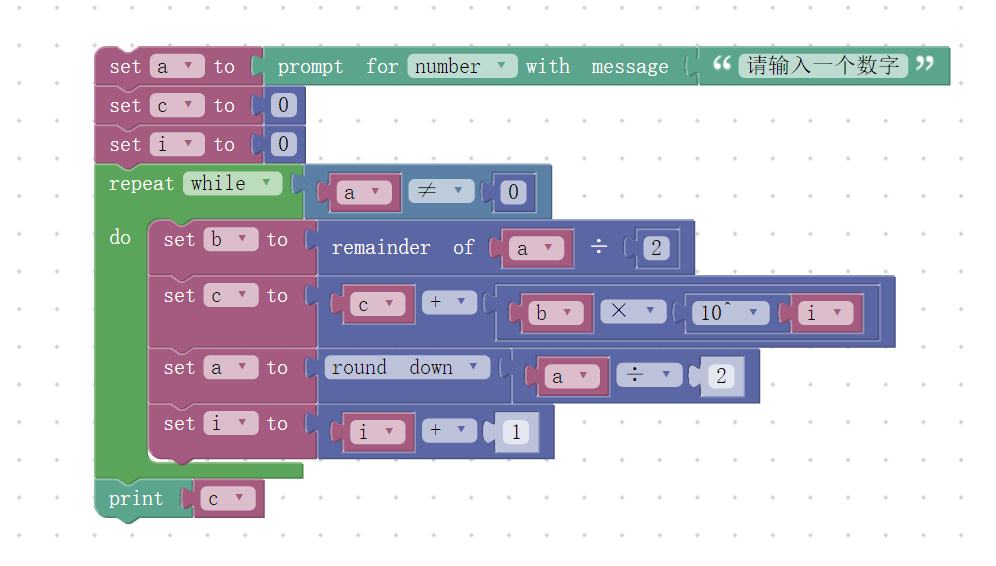 set a to prompt for number with message “请输入一个数字”
set c to 0
set i to 0
repeat while a ≠ 0
do set b to remainder of a ÷ 2
set c to c + b × 10^ i
set a to round down a ÷ 2
set i to i + 1
print c